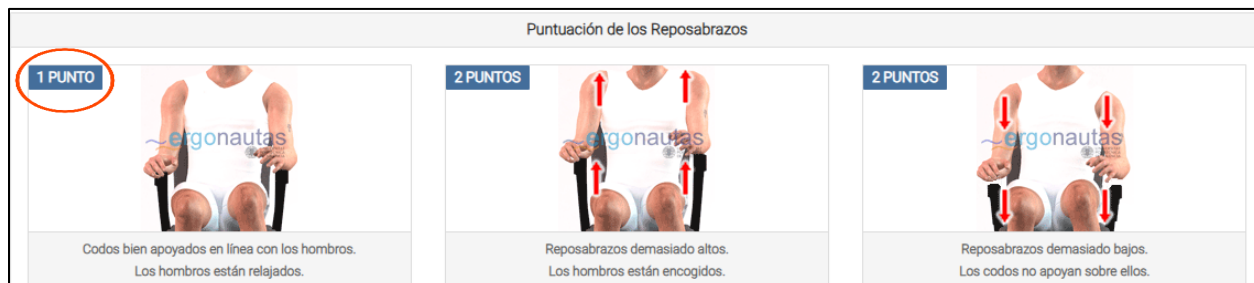 Puntuación de los Reposabrazos
1 PUNTO
2 PUNTOS
2 PUNTOS
ergonautas
ergonautas
ergonautas
Codos bien apoyados en línea con los hombros.
Los hombros están relajados.
Reposabrazos demasiado altos.
Los hombros están encogidos.
Reposabrazos demasiado bajos.
Los codos no apoyan sobre ellos.